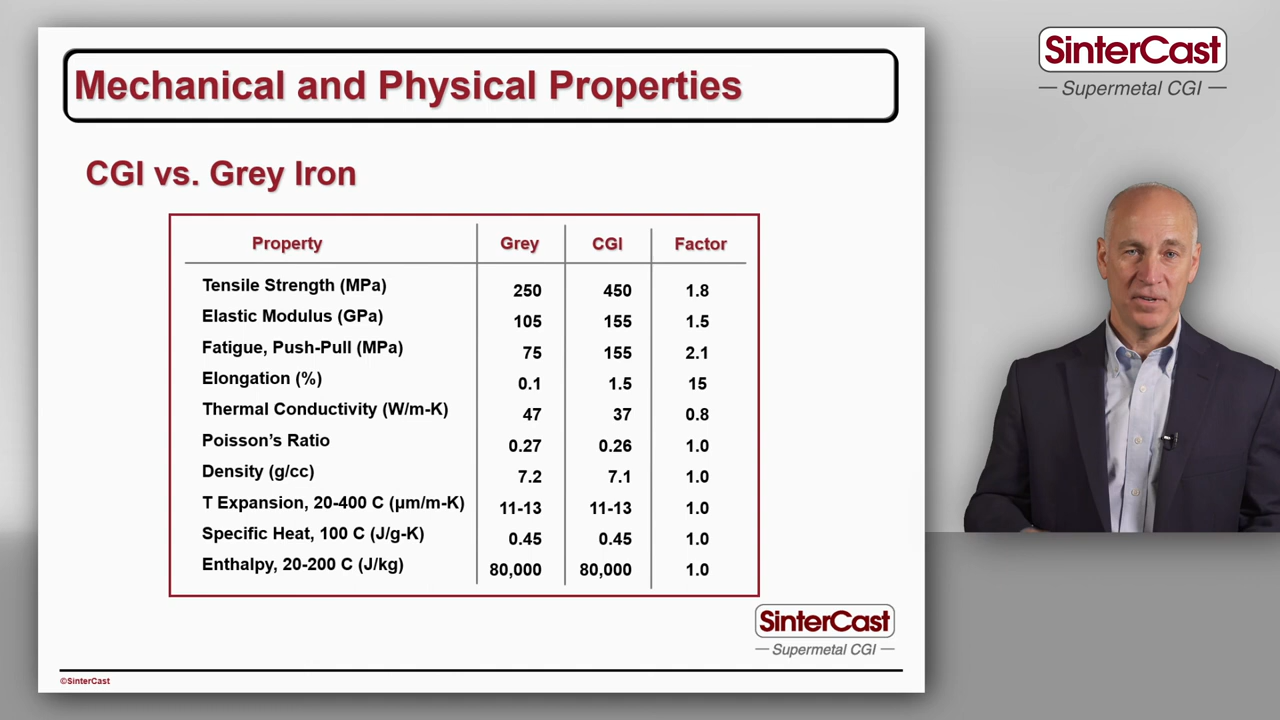 Mechanical and Physical Properties
SinterCast
— Supermetal CGI —
CGI vs. Grey Iron
Property Grey CGI Factor
Tensile Strength (MPa) 250 450 1.8
Elastic Modulus (GPa) 105 155 1.5
Fatigue, Push-Pull (MPa) 75 155 2.1
Elongation (%) 0.1 1.5 15
Thermal Conductivity (W/m-K) 47 37 0.8
Poisson’s Ratio 0.27 0.26 1.0
Density (g/cc) 7.2 7.1 1.0
T Expansion, 20-400 C (µm/m-K) 11-13 11-13 1.0
Specific Heat, 100 C (J/g-K) 0.45 0.45 1.0
Enthalpy, 20-200 C (J/kg) 80,000 80,000 1.0
SinterCast
— Supermetal CGI —
©SinterCast